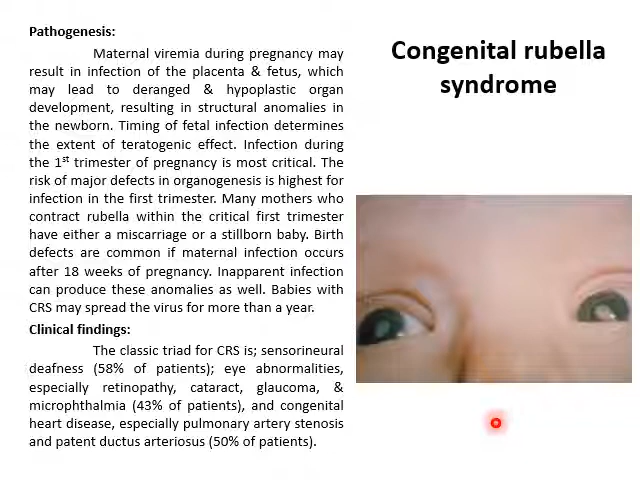 Pathogenesis:
Maternal viremia during pregnancy may
result in infection of the placenta & fetus, which
may lead to deranged & hypoplastic organ
development, resulting in structural anomalies in
the newborn. Timing of fetal infection determines
the extent of teratogenic effect. Infection during
the 1st trimester of pregnancy is most critical. The
risk of major defects in organogenesis is highest for
infection in the first trimester. Many mothers who
contract rubella within the critical first trimester
have either a miscarriage or a stillborn baby. Birth
defects are common if maternal infection occurs
after 18 weeks of pregnancy. Inapparent infection
can produce these anomalies as well. Babies with
CRS may spread the virus for more than a year.
Clinical findings:
The classic triad for CRS is; sensorineural
deafness (58% of patients); eye abnormalities,
especially retinopathy, cataract, glaucoma, &
microphthalmia (43% of patients), and congenital
heart disease, especially pulmonary artery stenosis
and patent ductus arteriosus (50% of patients).
Congenital rubella
syndrome